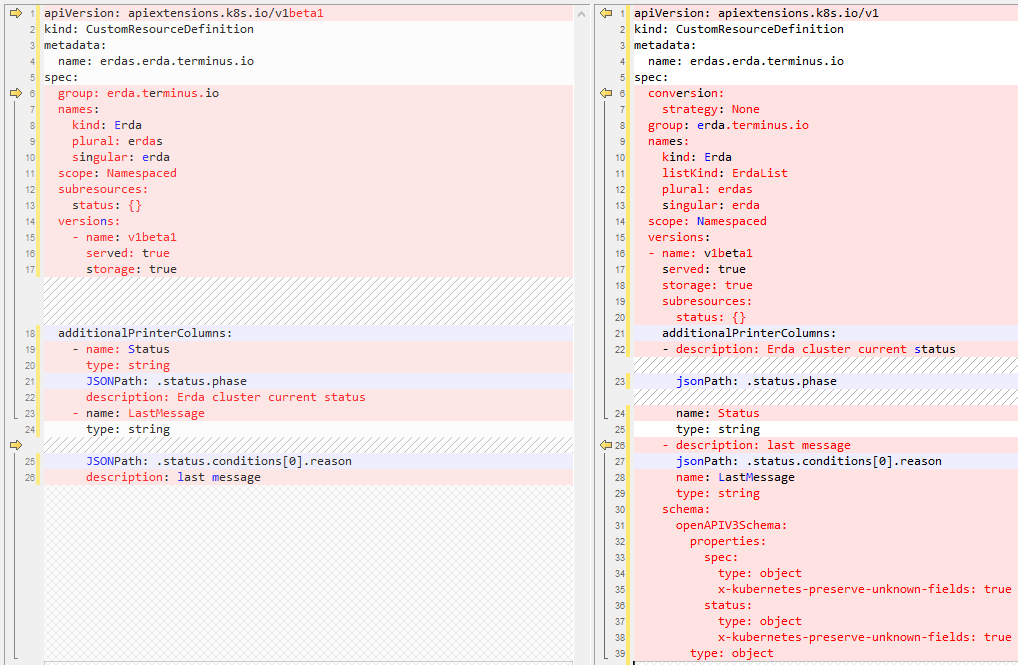 1 apiVersion: apiextensions.k8s.io/v1beta1
2 kind: CustomResourceDefinition
3 metadata:
4   name: erdas.erda.terminus.io
5 spec:
6   group: erda.terminus.io
7   names:
8     kind: Erda
9     plural: erdas
10     singular: erda
11   scope: Namespaced
12   subresources:
13     status: {}
14   versions:
15     - name: v1beta1
16       served: true
17       storage: true
18   additionalPrinterColumns:
19     - name: Status
20       type: string
21       JSONPath: .status.phase
22       description: Erda cluster current status
23     - name: LastMessage
24       type: string
25       JSONPath: .status.conditions[0].reason
26       description: last message
1 apiVersion: apiextensions.k8s.io/v1
2 kind: CustomResourceDefinition
3 metadata:
4   name: erdas.erda.terminus.io
5 spec:
6   conversion:
7     strategy: None
8   group: erda.terminus.io
9   names:
10     kind: Erda
11     listKind: ErdaList
12     plural: erdas
13     singular: erda
14   scope: Namespaced
15   versions:
16   - name: v1beta1
17     served: true
18     storage: true
19     subresources:
20       status: {}
21     additionalPrinterColumns:
22     - description: Erda cluster current status
23       jsonPath: .status.phase
24       name: Status
25       type: string
26     - description: last message
27       jsonPath: .status.conditions[0].reason
28       name: LastMessage
29       type: string
30     schema:
31       openAPIV3Schema:
32         properties:
33           spec:
34             type: object
35             x-kubernetes-preserve-unknown-fields: true
36           status:
37             type: object
38             x-kubernetes-preserve-unknown-fields: true
39         type: object